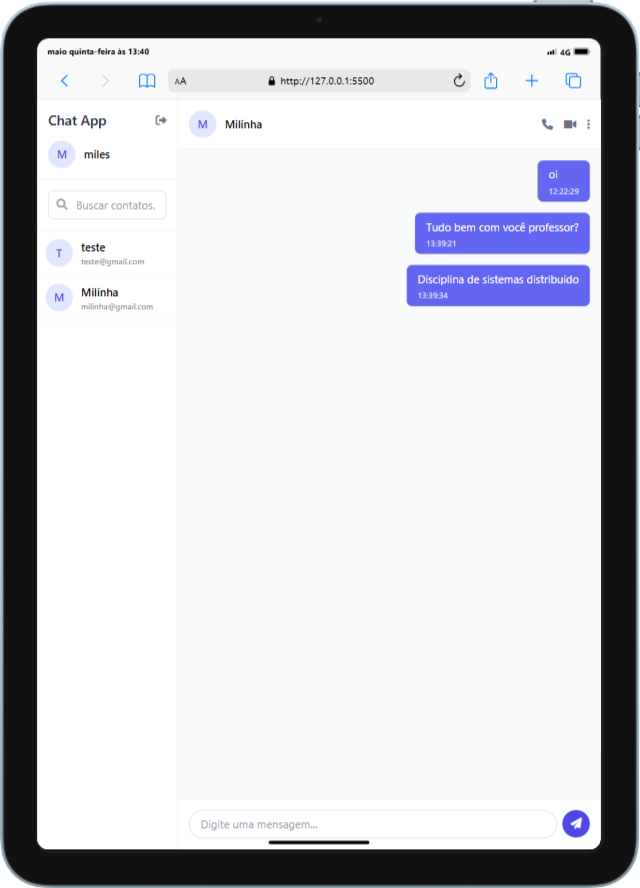 maio quinta-feira às 13:40
4G
AA
http://127.0.0.1:5500
Chat App
M
miles
Buscar contatos.
T
teste
teste@gmail.com
M
Milinha
milinha@gmail.com
M
Milinha
oi
12:22:29
Tudo bem com você professor?
13:39:21
Disciplina de sistemas distribuido
13:39:34
Digite uma mensagem...